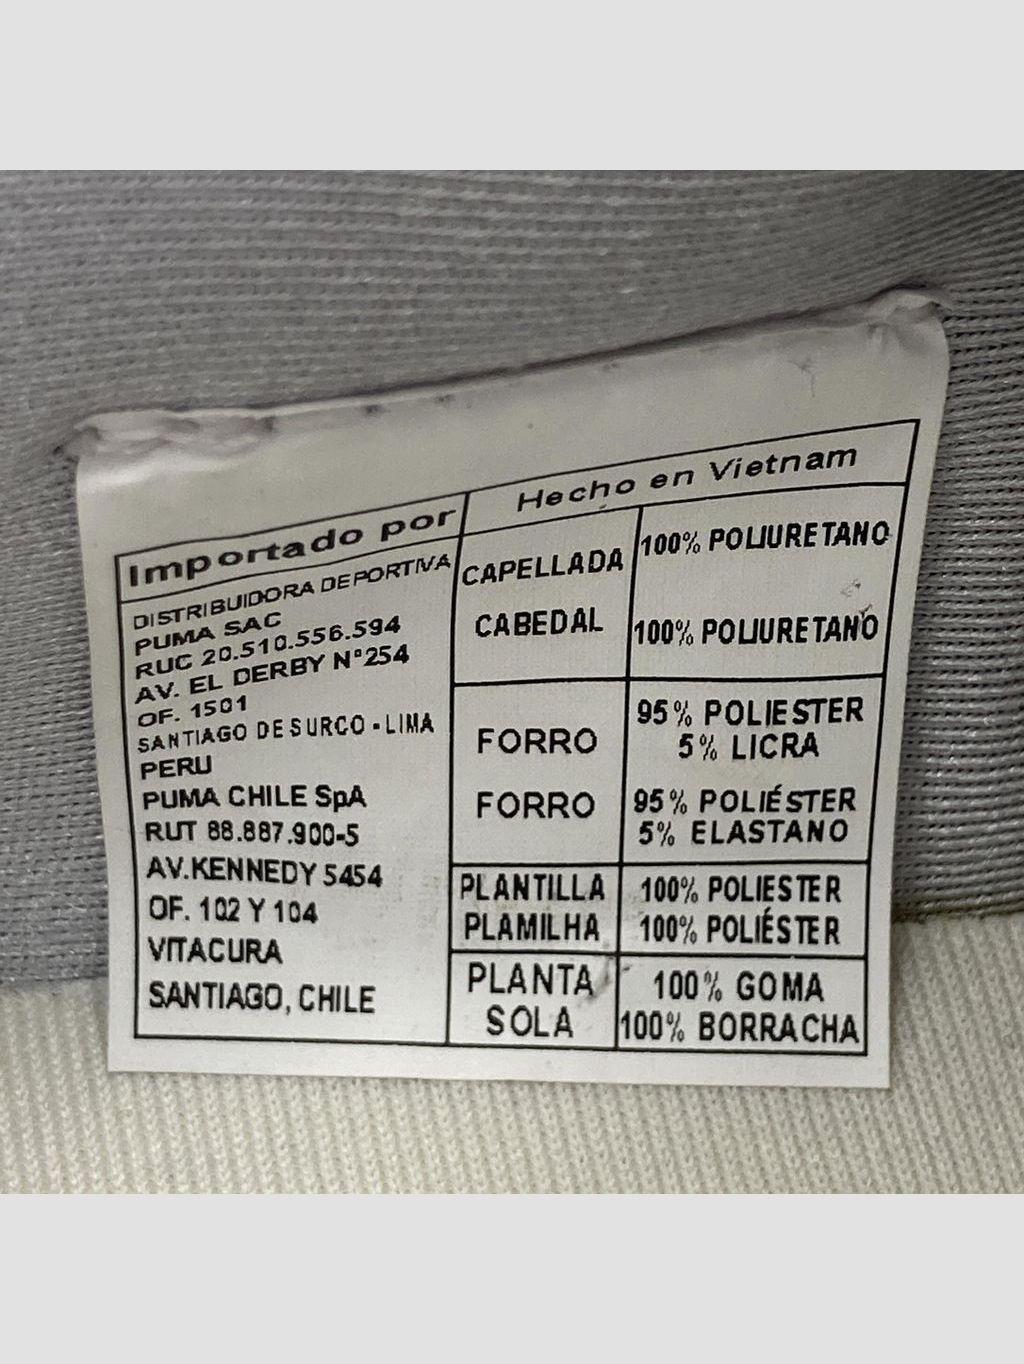 Importado por
DISTRIBUIDORA DEPORTIVA
PUMA SAC
RUC 20.510.556.594
AV. EL DERBY N°254
OF. 1501
SANTIAGO DE SURCO - LIMA
PERU
PUMA CHILE SpA
RUT 88.887.900-5
AV.KENNEDY 5454
OF. 102 Y 104
VITACURA
SANTIAGO, CHILE
Hecho en Vietnam
CAPELLADA 100% POLIURETANO
CABEDAL 100% POLIURETANO
FORRO 95% POLIESTER
5% LICRA
FORRO 95% POLIÉSTER
5% ELASTANO
PLANTILLA 100% POLIESTER
PLAMILHA 100% POLIÉSTER
PLANTA 100% GOMA
SOLA 100% BORRACHA